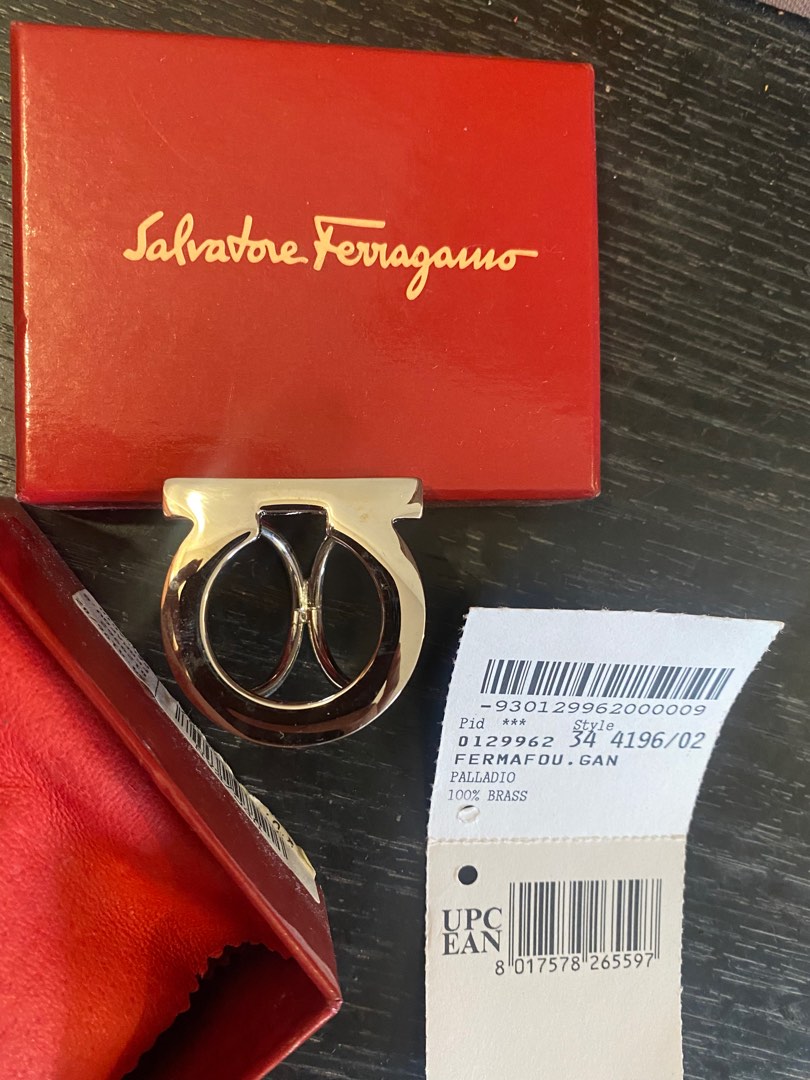 Salvatore Ferragamo
-930129962000009
Pid *** Style
0129962 34 4196/02
FERMAFOU.GAN
PALLADIO
100% BRASS
UPC
EAN
8 017578 265597